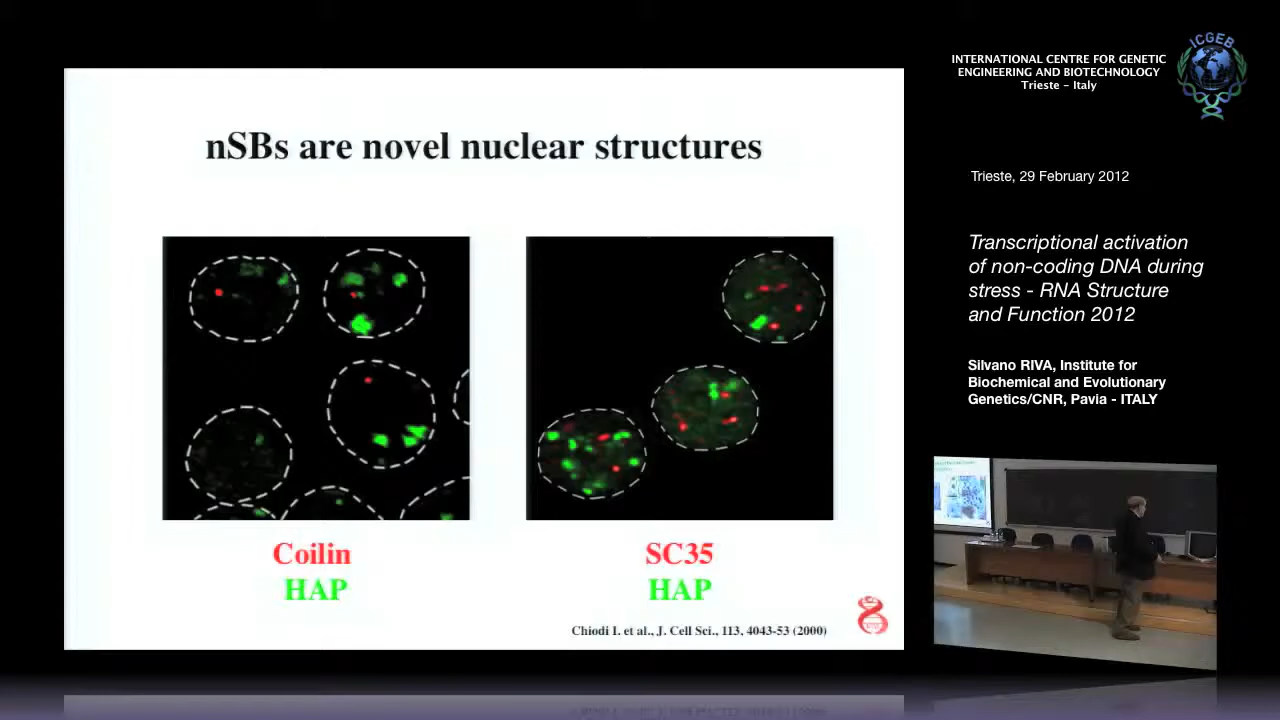 nSBs are novel nuclear structures
Coilin
HAP
SC35
HAP
Chiodi I. et al., J. Cell Sci., 113, 4043-53 (2000)
INTERNATIONAL CENTRE FOR GENETIC
ENGINEERING AND BIOTECHNOLOGY
Trieste - Italy
ICGEB
Trieste, 29 February 2012
Transcriptional activation
of non-coding DNA during
stress - RNA Structure
and Function 2012
Silvano RIVA, Institute for
Biochemical and Evolutionary
Genetics/CNR, Pavia - ITALY